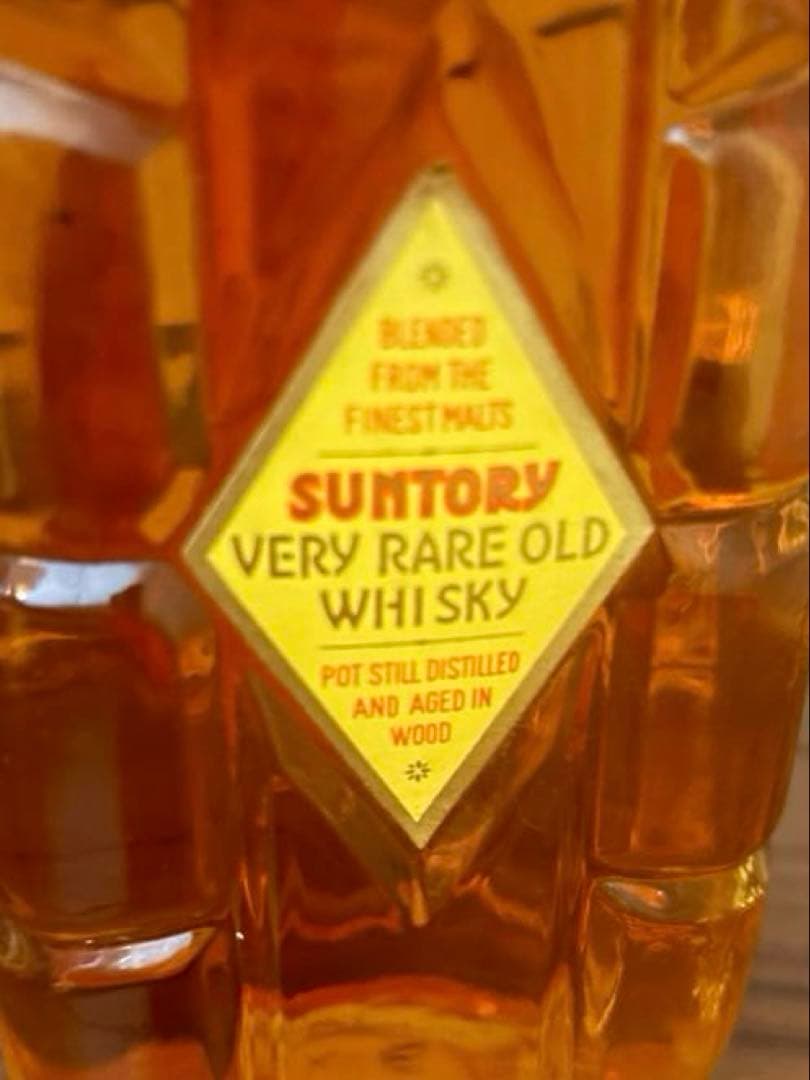 BLENDED
FROM THE
FINEST MALTS
SUNTORY
VERY RARE OLD
WHISKY
POT STILL DISTILLED
AND AGED IN
WOOD